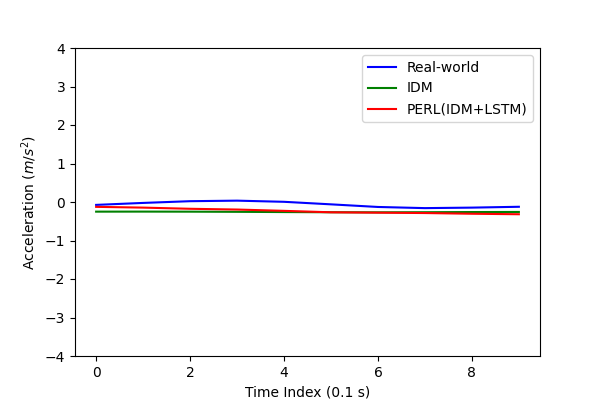 Real-world
IDM
PERL(IDM+LSTM)
4
3
2
1
0
−1
−2
−3
−4
Acceleration (m/s²)
0 2 4 6 8
Time Index (0.1 s)